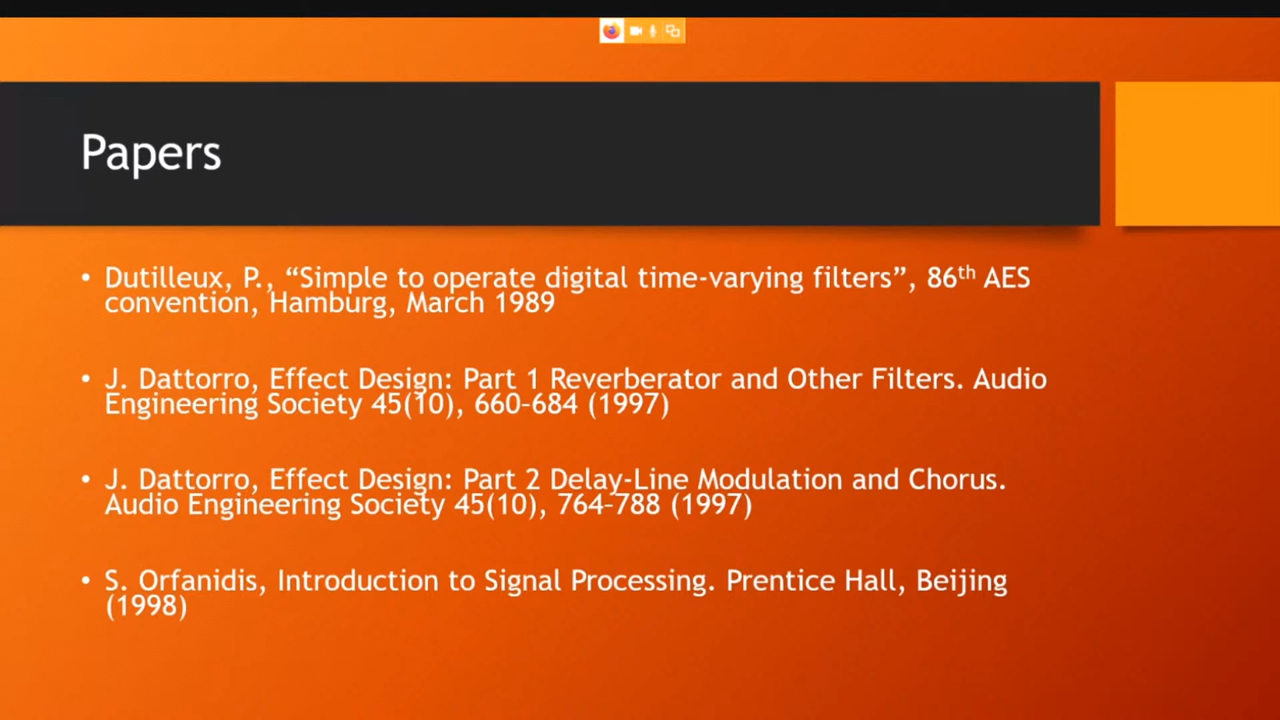 Papers
• Dutilleux, P., “Simple to operate digital time-varying filters”, 86th AES
convention, Hamburg, March 1989
• J. Dattorro, Effect Design: Part 1 Reverberator and Other Filters. Audio
Engineering Society 45(10), 660–684 (1997)
• J. Dattorro, Effect Design: Part 2 Delay-Line Modulation and Chorus.
Audio Engineering Society 45(10), 764–788 (1997)
• S. Orfanidis, Introduction to Signal Processing. Prentice Hall, Beijing
(1998)